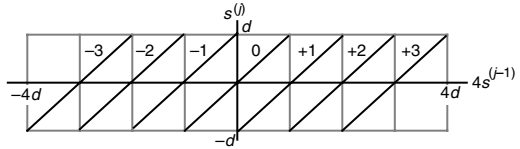 s^(j)
d
–3 –2 –1 0 +1 +2 +3
–4d 4d 4s^(j–1)
–d